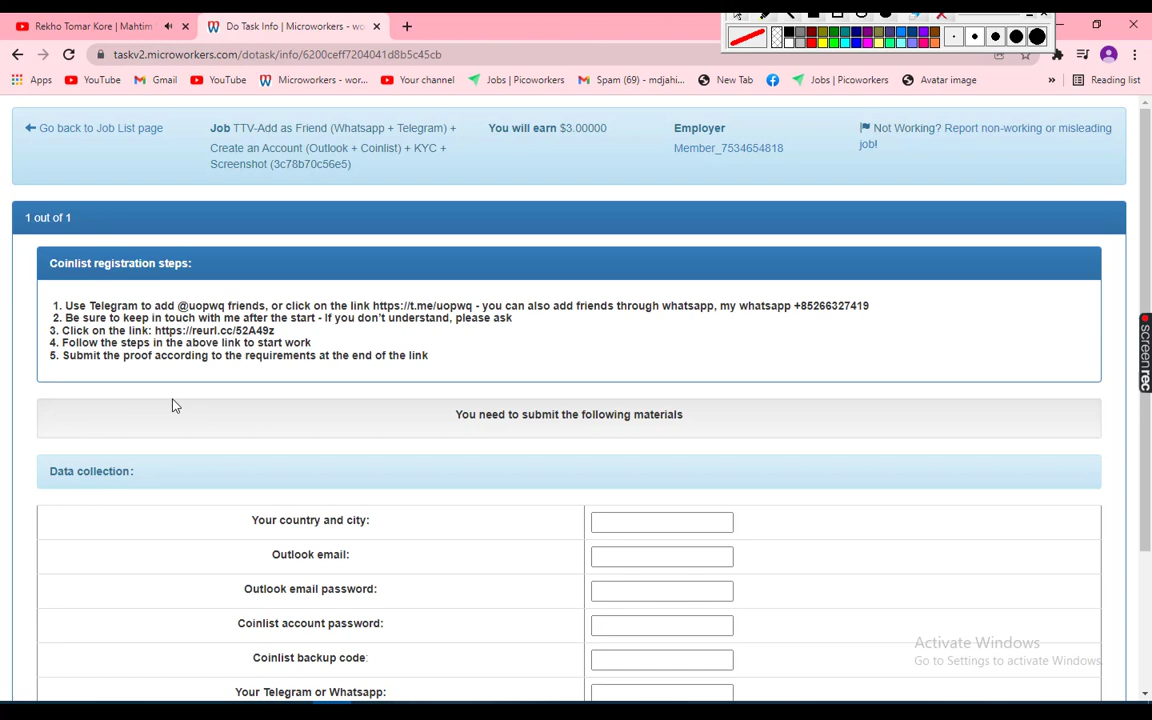 Rekho Tomar Kore | Mahtim
Do Task Info | Microworkers - wo
taskv2.microworkers.com/dotask/info/6200ceff7204041d8b5c45cb
Apps YouTube Gmail YouTube Microworkers - wor... Your channel Jobs | Picoworkers Spam (69) - mdjahi... New Tab Jobs | Picoworkers Avatar image » Reading list
Go back to Job List page
Job TTV-Add as Friend (Whatsapp + Telegram) +
Create an Account (Outlook + Coinlist) + KYC +
Screenshot (3c78b70c56e5)
You will earn $3.00000
Employer
Member_7534654818
Not Working? Report non-working or misleading
job!
1 out of 1
Coinlist registration steps:
1. Use Telegram to add @uopwq friends, or click on the link https://t.me/uopwq - you can also add friends through whatsapp, my whatsapp +85266327419
2. Be sure to keep in touch with me after the start - If you don't understand, please ask
3. Click on the link: https://reurl.cc/52A49z
4. Follow the steps in the above link to start work
5. Submit the proof according to the requirements at the end of the link
You need to submit the following materials
Data collection:
Your country and city:
Outlook email:
Outlook email password:
Coinlist account password:
Coinlist backup code:
Your Telegram or Whatsapp:
Activate Windows
Go to Settings to activate Windows.
screenrec